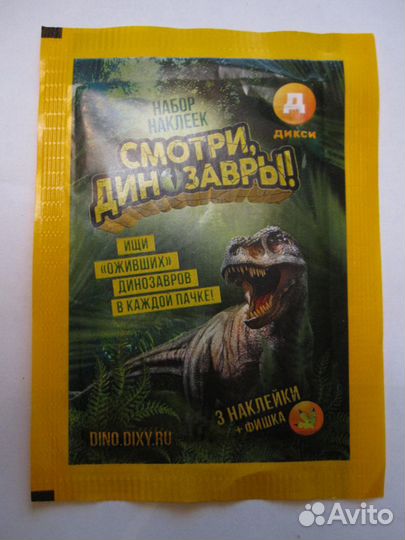 НАБОР
НАКЛЕЕК
Д
ДИКСИ
СМОТРИ,
ДИНОЗАВРЫ!
ИЩИ
«ОЖИВШИХ»
ДИНОЗАВРОВ
В КАЖДОЙ ПАЧКЕ!
3 НАКЛЕЙКИ
+ ФИШКА
DINO.DIXY.RU
Avito